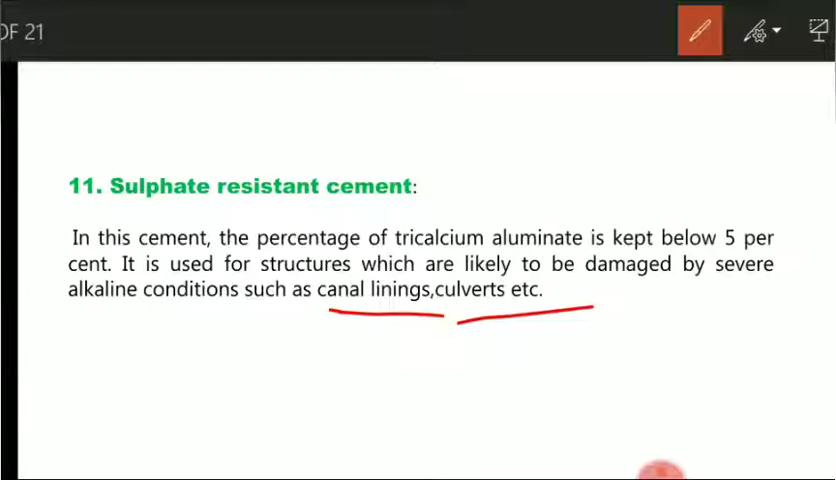 OF 21
11. Sulphate resistant cement:
In this cement, the percentage of tricalcium aluminate is kept below 5 per
cent. It is used for structures which are likely to be damaged by severe
alkaline conditions such as canal linings,culverts etc.